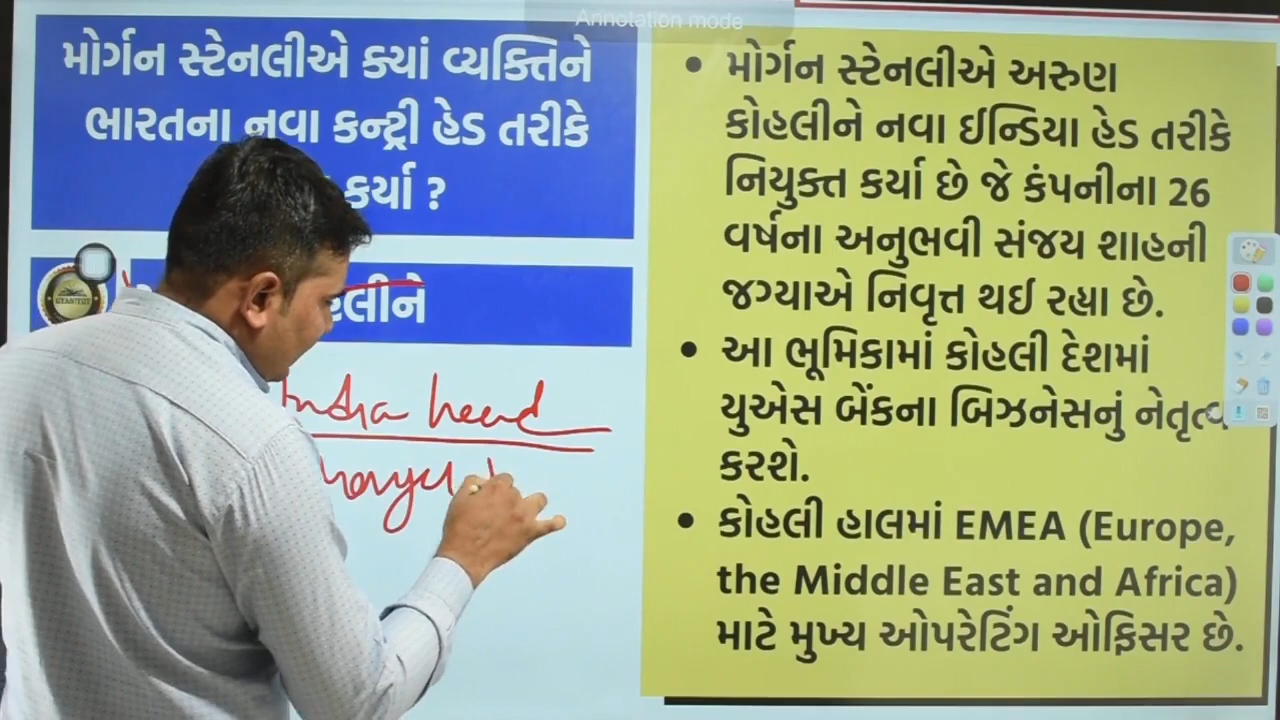 Annotation mode
મોર્ગન સ્ટેનલીએ ક્યાં વ્યક્તિને
ભારતના નવા કન્ટ્રી હેડ તરીકે
કર્યા ?
India head
મોર્ગન સ્ટેનલીએ અરુણ
કોહલીને નવા ઈન્ડિયા હેડ તરીકે
નિયુક્ત કર્યા છે જે કંપનીના 26
વર્ષના અનુભવી સંજય શાહની
જગ્યાએ નિવૃત્ત થઈ રહ્યા છે.
આ ભૂમિકામાં કોહલી દેશમાં
યુએસ બેંકના બિઝનેસનું નેતૃત્વ
કરશે.
કોહલી હાલમાં EMEA (Europe,
the Middle East and Africa)
માટે મુખ્ય ઓપરેટિંગ ઓફિસર છે.